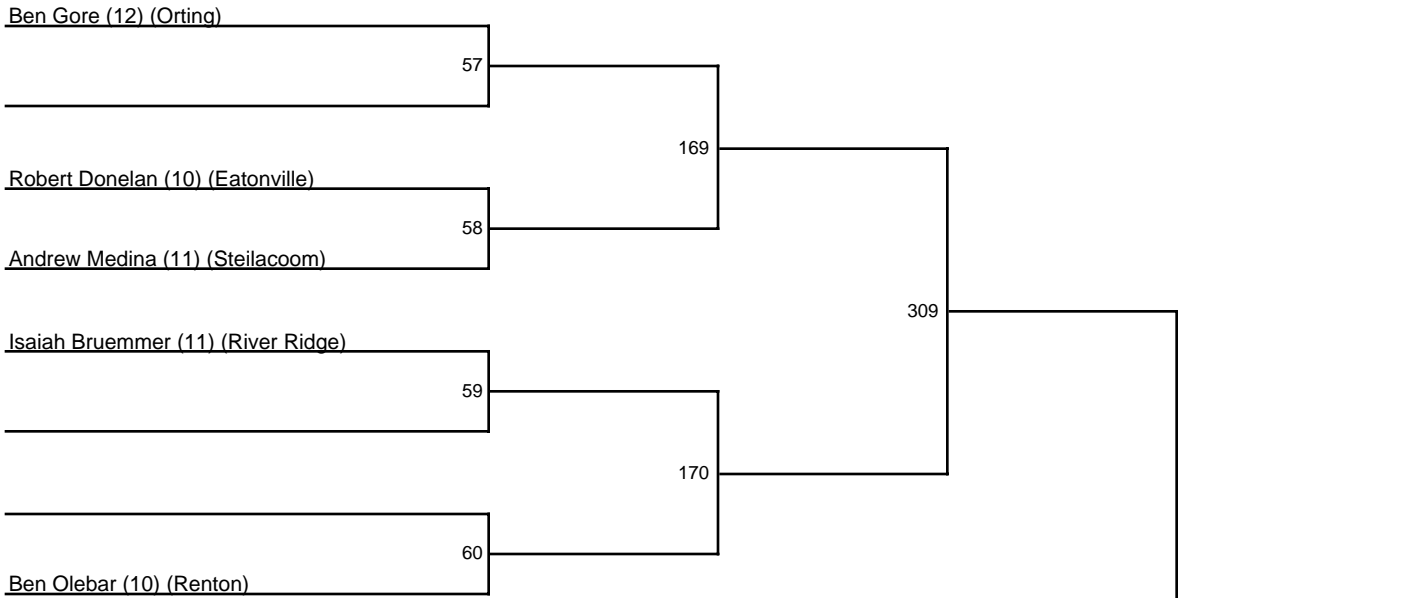 Ben Gore (12) (Orting)
57
169
Robert Donelan (10) (Eatonville)
58
Andrew Medina (11) (Steilacoom)
309
Isaiah Bruemmer (11) (River Ridge)
59
170
60
Ben Olebar (10) (Renton)